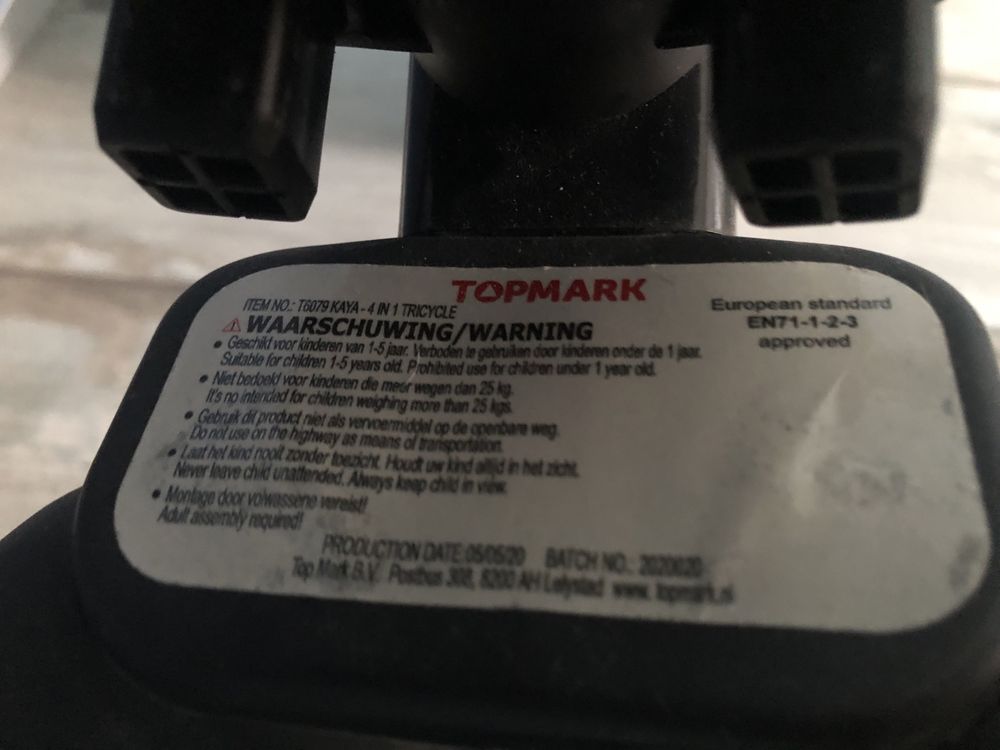 TOPMARK
ITEM NO.: T6079 KAYA - 4 IN 1 TRICYCLE
WAARSCHUWING/WARNING
European standard
EN71-1-2-3
approved
• Geschild voor kinderen van 1-5 jaar. Verboden te gebruiken door kinderen onder de 1 jaar.
Suitable for children 1-5 years old. Prohibited use for children under 1 year old.
• Niet bedoeld voor kinderen die meer wegen dan 25 kg.
It's no intended for children weighing more than 25 kgs.
• Gebruik dit product niet als vervoermiddel op de openbare weg.
Do not use on the highway as means of transportation.
• Laat het kind nooit zonder toezicht. Houdt uw kind altijd in het zicht.
Never leave child unattended. Always keep child in view.
• Montage door volwassene vereist!
Adult assembly required!
PRODUCTION DATE:05/05/20 BATCH NO.: 2020020
Top Mark B.V. Postbus 308, 8200 AH Lelystad www.topmark.nl